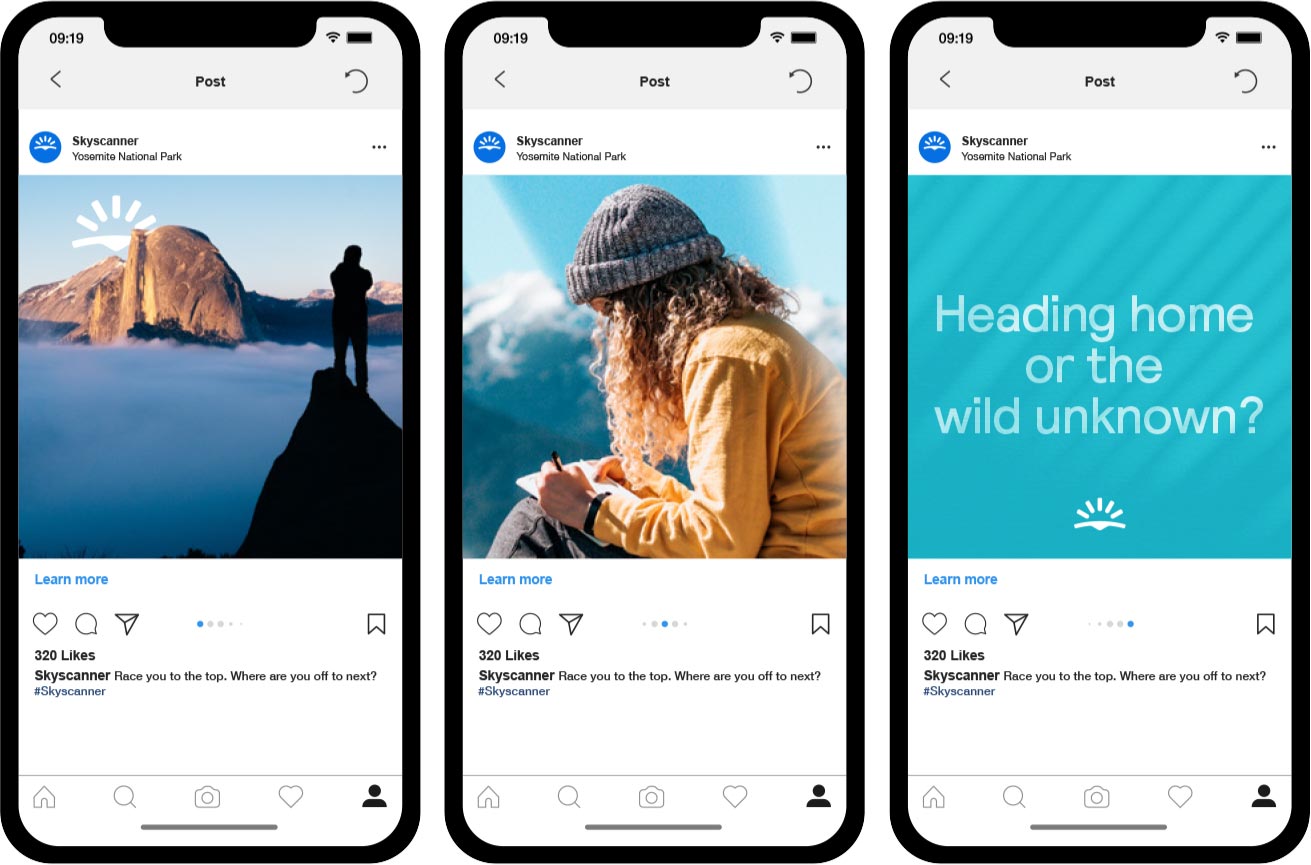 09:19
Post
Skyscanner
Yosemite National Park
Learn more
320 Likes
Skyscanner Race you to the top. Where are you off to next?
#Skyscanner
09:19
Post
Skyscanner
Yosemite National Park
Learn more
320 Likes
Skyscanner Race you to the top. Where are you off to next?
#Skyscanner
09:19
Post
Skyscanner
Yosemite National Park
Heading home
or the
wild unknown?
Learn more
320 Likes
Skyscanner Race you to the top. Where are you off to next?
#Skyscanner